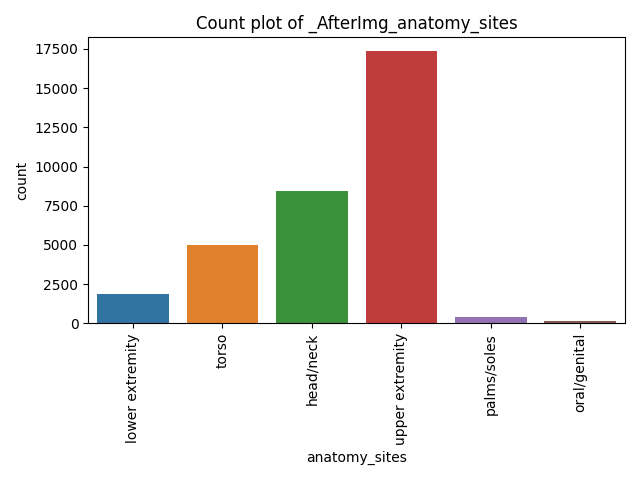 Count plot of _AfterImg_anatomy_sites
17500
15000
12500
10000
7500
5000
2500
0
count
lower extremity
torso
head/neck
upper extremity
palms/soles
oral/genital
anatomy_sites